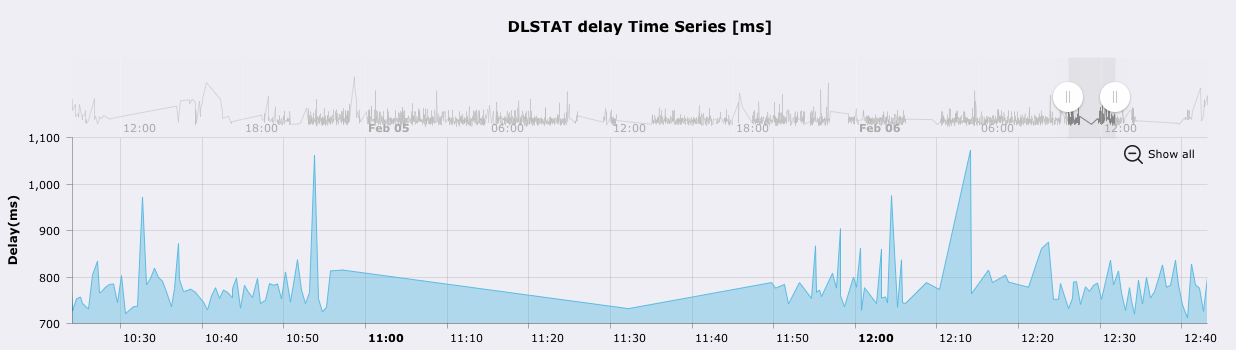 DLSTAT delay Time Series [ms]
12:00 18:00 Feb 05 06:00 12:00 18:00 Feb 06 06:00 12:00
Show all
Delay(ms)
1,100
1,000
900
800
700
10:30 10:40 10:50 11:00 11:10 11:20 11:30 11:40 11:50 12:00 12:10 12:20 12:30 12:40